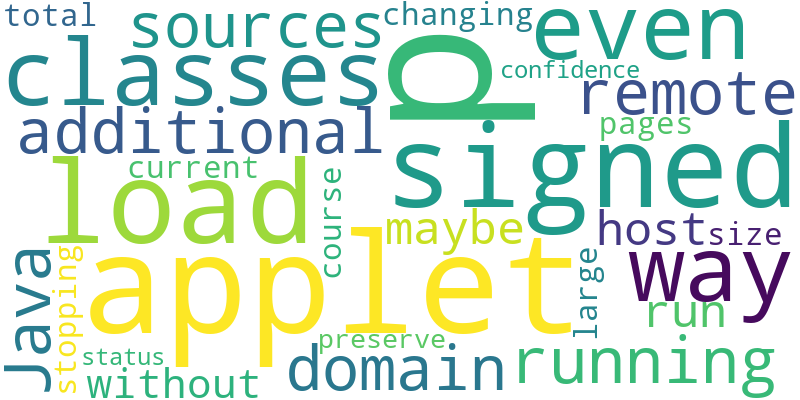 total
sources
changing
even
classes
p
confidence
remote
additional
pages
signed
load
current
course
maybe
host
size
Java
stopping
applet
large
way
run
preserve
status
domain
running
without